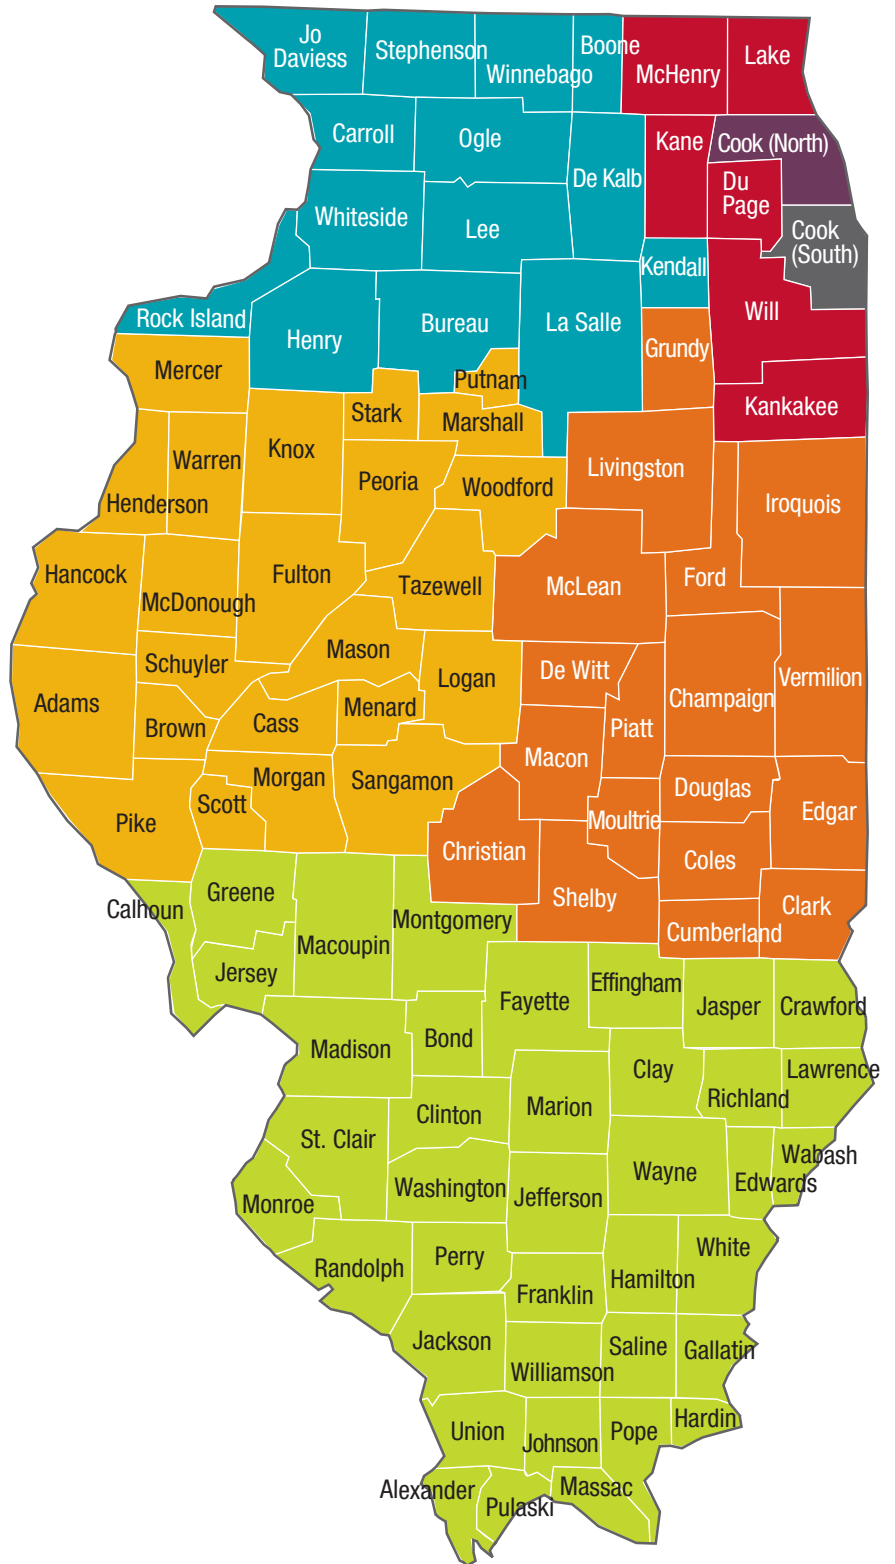 Jo
Daviess
Stephenson
Winnebago
Boone
McHenry
Lake
Carroll
Ogle
De Kalb
Kane
Cook (North)
Du
Page
Whiteside
Lee
Cook
(South)
Kendall
Rock Island
Henry
Bureau
La Salle
Will
Grundy
Mercer
Putnam
Stark
Marshall
Kankakee
Knox
Warren
Peoria
Woodford
Livingston
Henderson
Iroquois
Hancock
McDonough
Fulton
Tazewell
McLean
Ford
Mason
Schuyler
Logan
De Witt
Champaign
Vermilion
Adams
Brown
Cass
Menard
Piatt
Macon
Morgan
Sangamon
Scott
Douglas
Pike
Moultrie
Edgar
Christian
Coles
Greene
Shelby
Clark
Calhoun
Montgomery
Cumberland
Macoupin
Jersey
Effingham
Fayette
Jasper
Crawford
Madison
Bond
Clay
Lawrence
Richland
Clinton
Marion
St. Clair
Wabash
Wayne
Edwards
Washington
Jefferson
Monroe
Randolph
Perry
White
Hamilton
Franklin
Jackson
Saline
Gallatin
Williamson
Union
Johnson
Pope
Hardin
Alexander
Pulaski
Massac